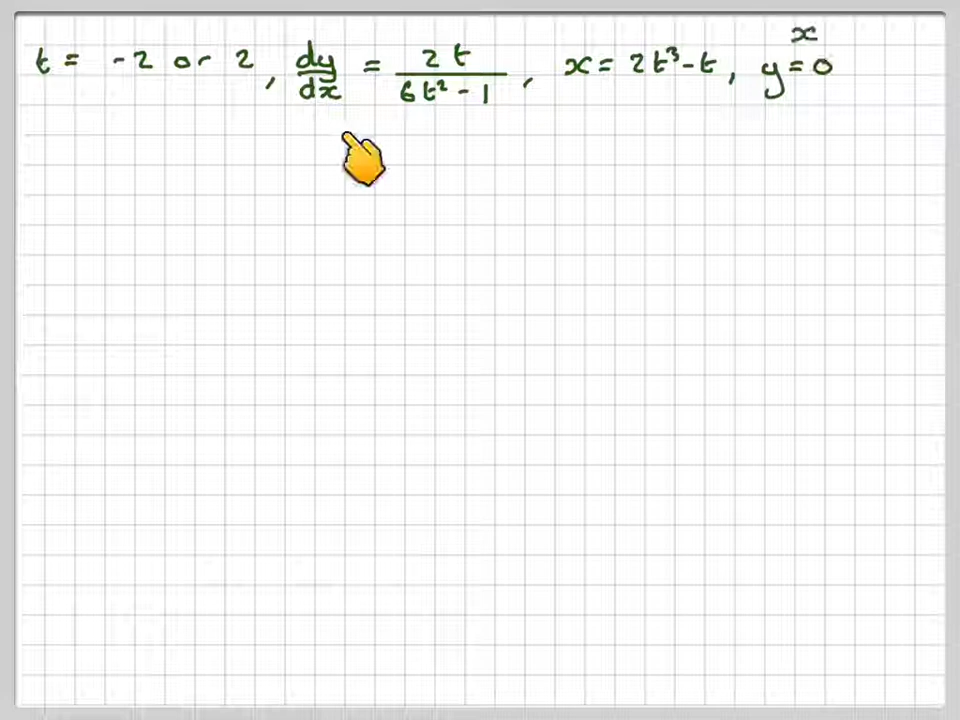 x
t = -2 or 2, dy/dx = 2t/(6t² - 1), x = 2t³ - t, y = 0